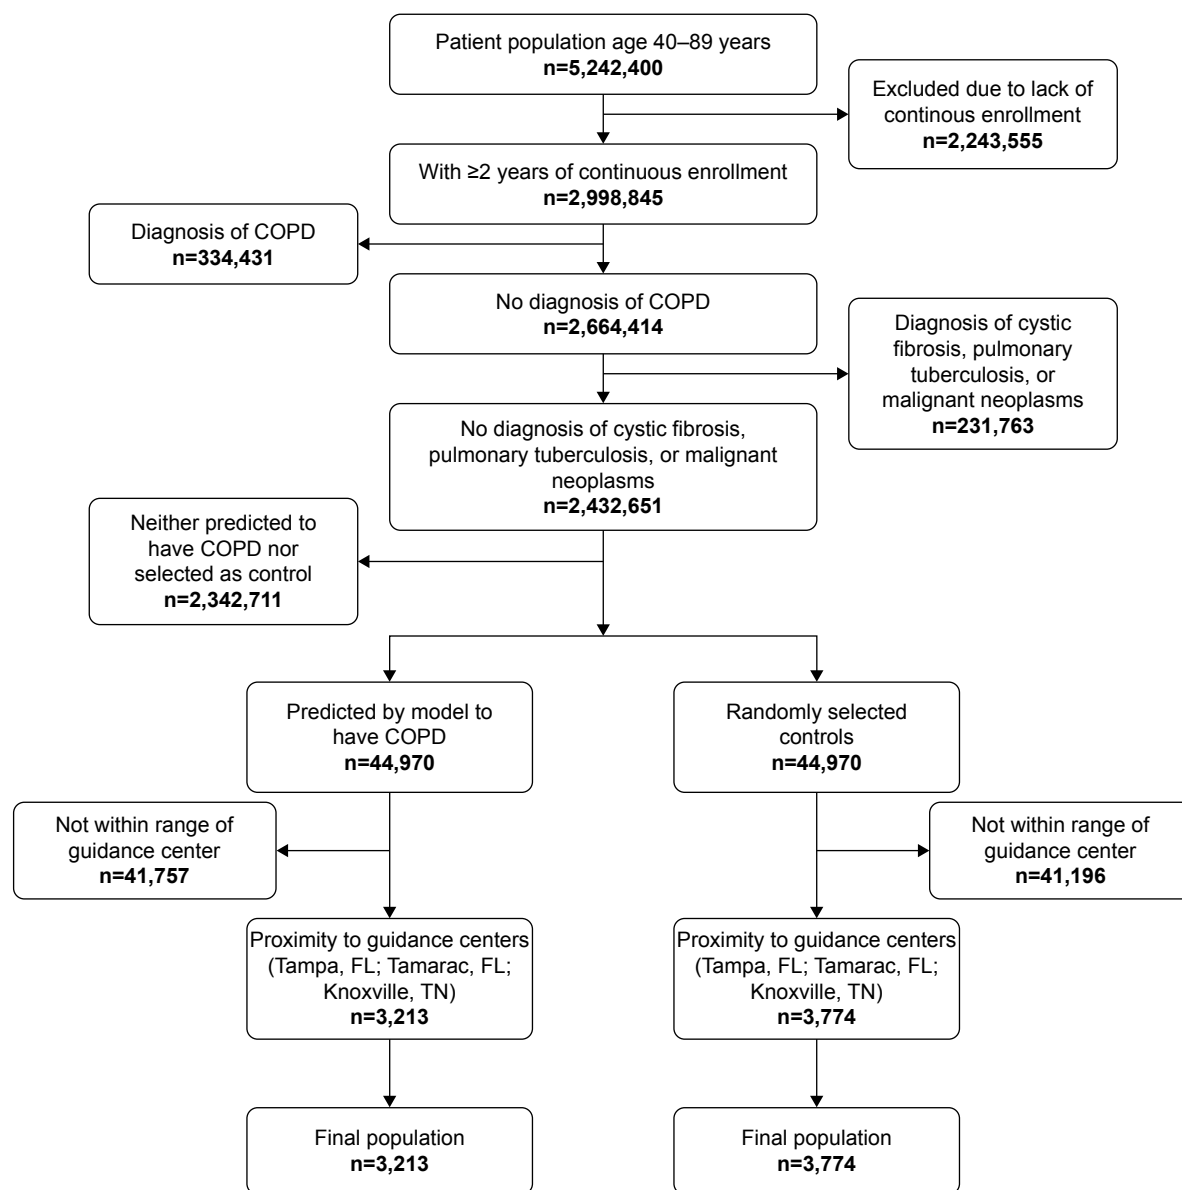 Patient population age 40–89 years
n=5,242,400
Excluded due to lack of
continous enrollment
n=2,243,555
With ≥2 years of continuous enrollment
n=2,998,845
Diagnosis of COPD
n=334,431
No diagnosis of COPD
n=2,664,414
Diagnosis of cystic
fibrosis, pulmonary
tuberculosis, or
malignant neoplasms
n=231,763
No diagnosis of cystic fibrosis,
pulmonary tuberculosis, or malignant
neoplasms
n=2,432,651
Neither predicted to
have COPD nor
selected as control
n=2,342,711
Predicted by model to
have COPD
n=44,970
Randomly selected
controls
n=44,970
Not within range of
guidance center
n=41,757
Not within range of
guidance center
n=41,196
Proximity to guidance centers
(Tampa, FL; Tamarac, FL;
Knoxville, TN)
n=3,213
Proximity to guidance centers
(Tampa, FL; Tamarac, FL;
Knoxville, TN)
n=3,774
Final population
n=3,213
Final population
n=3,774